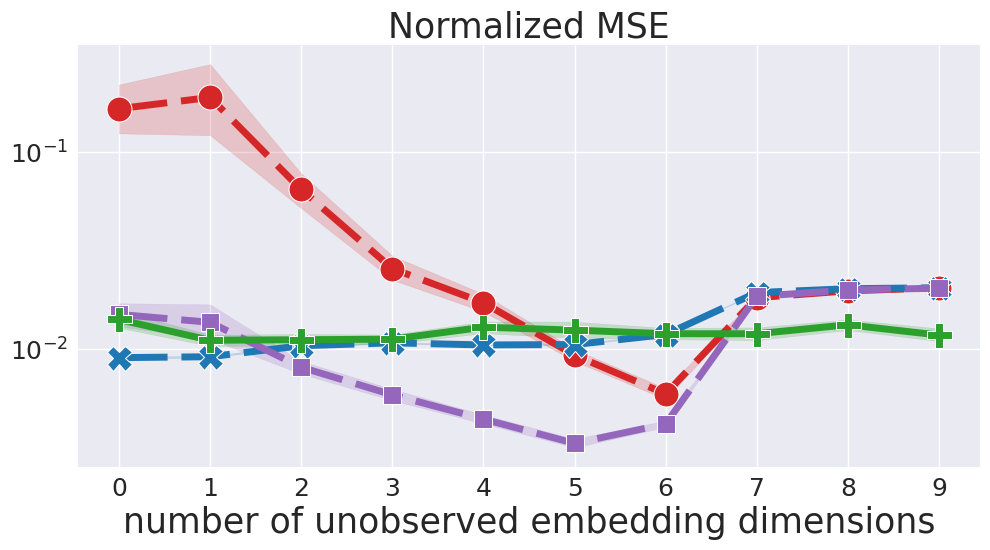 Normalized MSE
10⁻¹
10⁻²
0 1 2 3 4 5 6 7 8 9
number of unobserved embedding dimensions